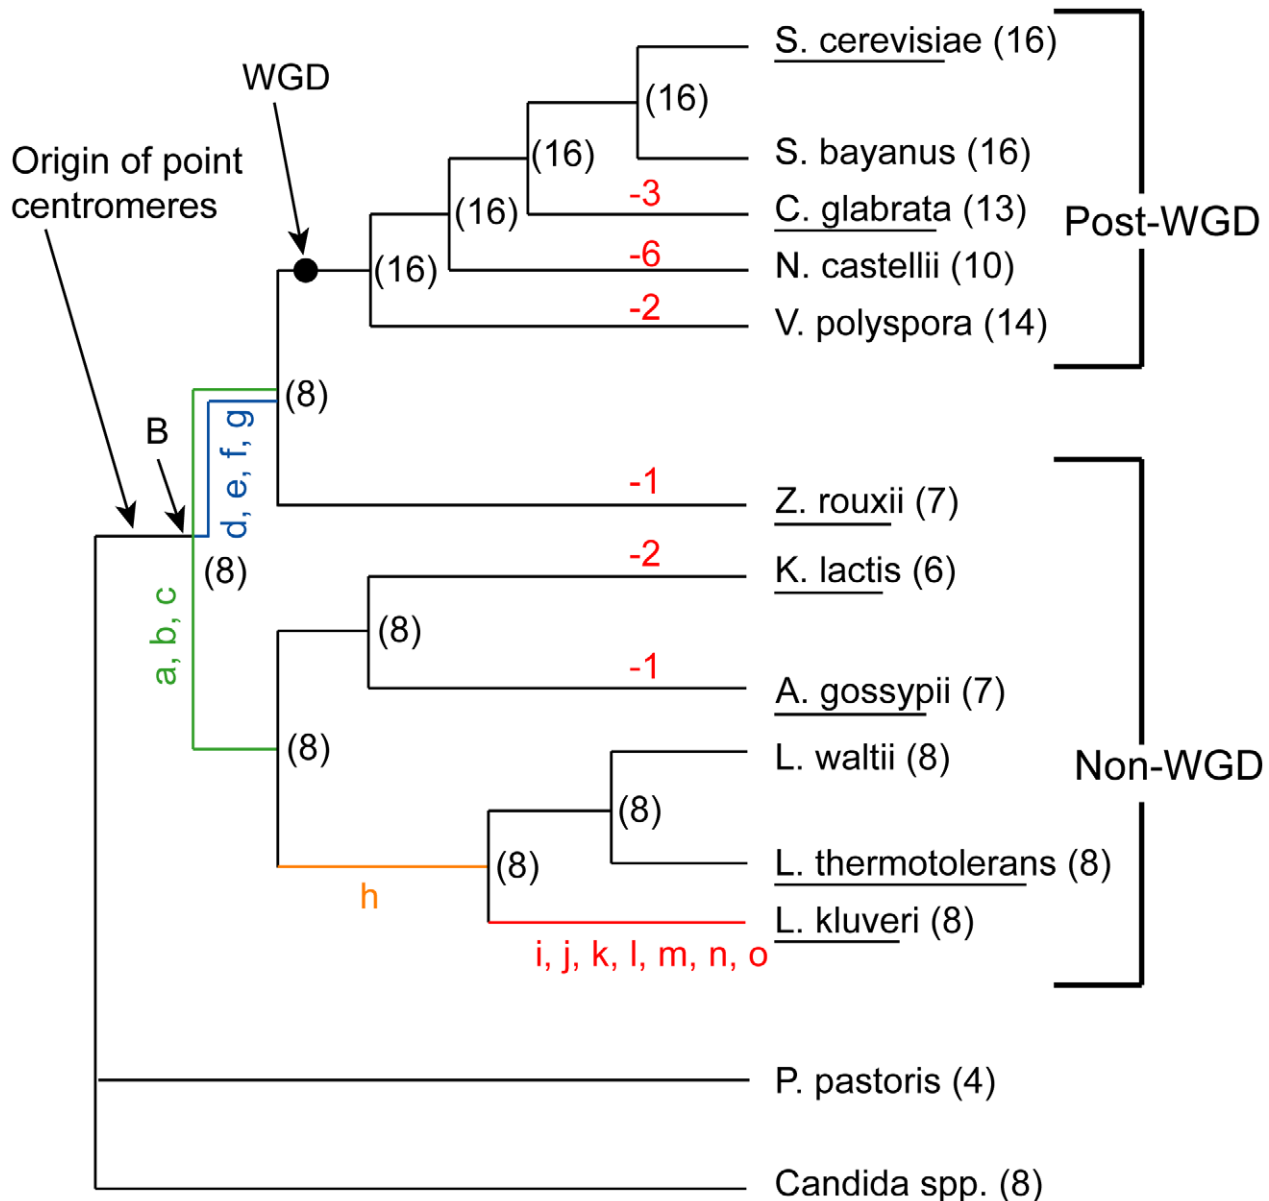 S. cerevisiae (16)
WGD
(16)
Origin of point
centromeres
(16)
S. bayanus (16)
-3
(16)
C. glabrata (13)
Post-WGD
-6
(16)
N. castellii (10)
-2
V. polyspora (14)
(8)
B
d, e, f, g
-1
Z. rouxii (7)
-2
(8)
K. lactis (6)
a, b, c
(8)
-1
A. gossypii (7)
(8)
L. waltii (8)
Non-WGD
(8)
(8)
L. thermotolerans (8)
h
L. kluveri (8)
i, j, k, l, m, n, o
P. pastoris (4)
Candida spp. (8)